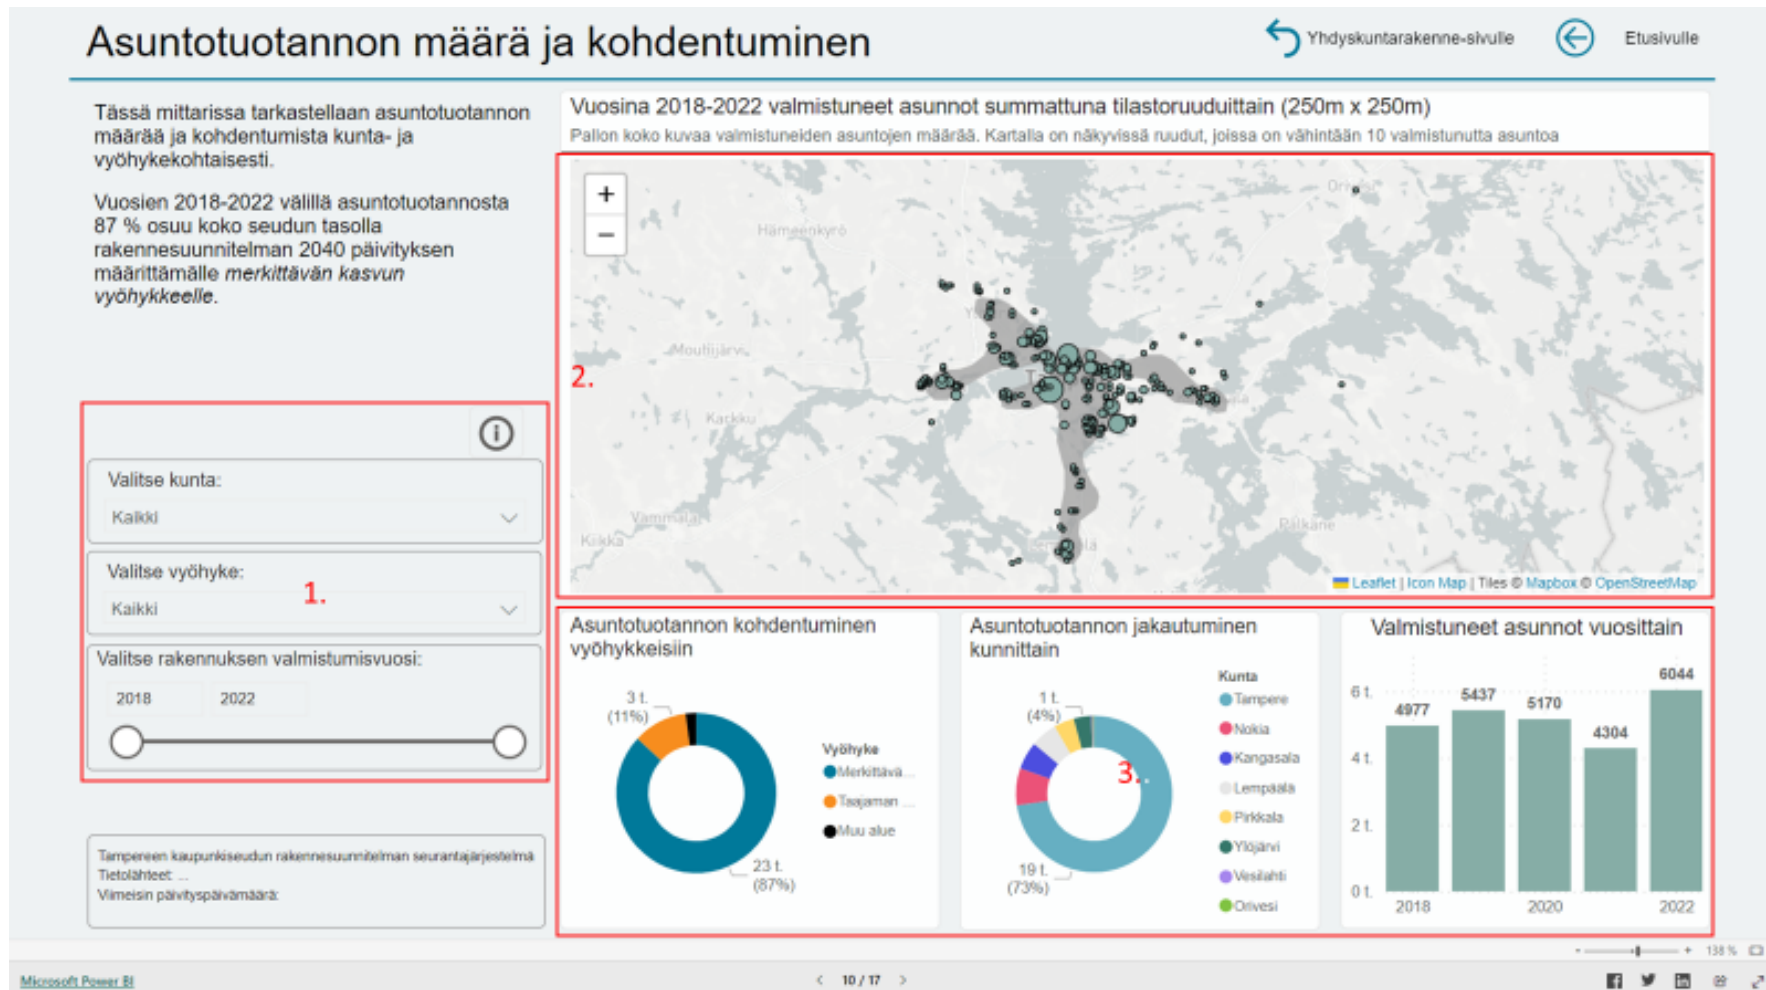 Asuntotuotannon määrä ja kohdentuminen
Yhdyskuntarakenne-sivulle
Etusivulle
Tässä mittarissa tarkastellaan asuntotuotannon
määrää ja kohdentumista kunta- ja
vyöhykekohtaisesti.
Vuosien 2018-2022 välillä asuntotuotannosta
87 % osuu koko seudun tasolla
rakennesuunnitelman 2040 päivityksen
määrittämälle merkittävän kasvun
vyöhykkeelle.
Valitse kunta:
Kaikki
Valitse vyöhyke:
1.
Kaikki
Valitse rakennuksen valmistumisvuosi:
2018 2022
Tampereen kaupunkiseudun rakennesuunnitelman seurantajärjestelmä
Tietolähteet: ...
Viimeisin päivityspäivämäärä:
Vuosina 2018-2022 valmistuneet asunnot summattuna tilastoruuduittain (250m x 250m)
Pallon koko kuvaa valmistuneiden asuntojen määrää. Kartalla on näkyvissä ruudut, joissa on vähintään 10 valmistunutta asuntoa
+
−
Hämeenkyrö
Mouhijärvi
2.
Kackku
Vammala
Kiikka
Pälkäne
Leaflet | Icon Map | Tiles © Mapbox © OpenStreetMap
Asuntotuotannon kohdentuminen
vyöhykkeisiin
3 t.
(11%)
23 t.
(87%)
Vyöhyke
Merkittävä ...
Taajaman ...
Muu alue
Asuntotuotannon jakautuminen
kunnittain
1 t.
(4%)
3.
19 t.
(73%)
Kunta
Tampere
Nokia
Kangasala
Lempäälä
Pirkkala
Ylöjärvi
Vesilahti
Orivesi
Valmistuneet asunnot vuosittain
6 t.
4 t.
2 t.
0 t.
4977
5437
5170
4304
6044
2018 2020 2022
- + 138 %
Microsoft Power BI
< 10 / 17 >